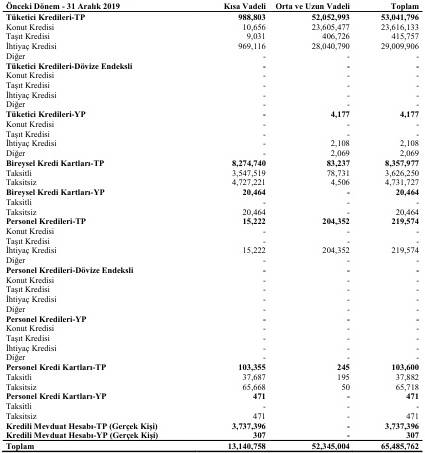 Önceki Dönem - 31 Aralık 2019 Kısa Vadeli Orta ve Uzun Vadeli Toplam
Tüketici Kredileri-TP 988,803 52,052,993 53,041,796
Konut Kredisi 10,656 23,605,477 23,616,133
Taşıt Kredisi 9,031 406,726 415,757
İhtiyaç Kredisi 969,116 28,040,790 29,009,906
Diğer - - -
Tüketici Kredileri-Dövize Endeksli - - -
Konut Kredisi - - -
Taşıt Kredisi - - -
İhtiyaç Kredisi - - -
Diğer - - -
Tüketici Kredileri-YP - 4,177 4,177
Konut Kredisi - - -
Taşıt Kredisi - - -
İhtiyaç Kredisi - 2,108 2,108
Diğer - 2,069 2,069
Bireysel Kredi Kartları-TP 8,274,740 83,237 8,357,977
Taksitli 3,547,519 78,731 3,626,250
Taksitsiz 4,727,221 4,506 4,731,727
Bireysel Kredi Kartları-YP 20,464 - 20,464
Taksitli - - -
Taksitsiz 20,464 - 20,464
Personel Kredileri-TP 15,222 204,352 219,574
Konut Kredisi - - -
Taşıt Kredisi - - -
İhtiyaç Kredisi 15,222 204,352 219,574
Diğer - - -
Personel Kredileri-Dövize Endeksli - - -
Konut Kredisi - - -
Taşıt Kredisi - - -
İhtiyaç Kredisi - - -
Diğer - - -
Personel Kredileri-YP - - -
Konut Kredisi - - -
Taşıt Kredisi - - -
İhtiyaç Kredisi - - -
Diğer - - -
Personel Kredi Kartları-TP 103,355 245 103,600
Taksitli 37,687 195 37,882
Taksitsiz 65,668 50 65,718
Personel Kredi Kartları-YP 471 - 471
Taksitli - - -
Taksitsiz 471 - 471
Kredili Mevduat Hesabı-TP (Gerçek Kişi) 3,737,396 - 3,737,396
Kredili Mevduat Hesabı-YP (Gerçek Kişi) 307 - 307
Toplam 13,140,758 52,345,004 65,485,762